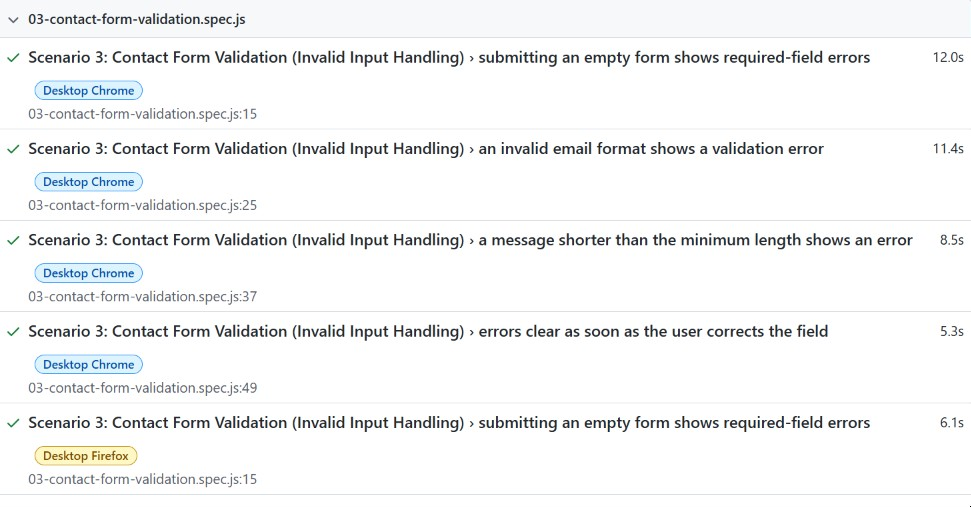 03-contact-form-validation.spec.js
Scenario 3: Contact Form Validation (Invalid Input Handling) › submitting an empty form shows required-field errors 12.0s
Desktop Chrome
03-contact-form-validation.spec.js:15
Scenario 3: Contact Form Validation (Invalid Input Handling) › an invalid email format shows a validation error 11.4s
Desktop Chrome
03-contact-form-validation.spec.js:25
Scenario 3: Contact Form Validation (Invalid Input Handling) › a message shorter than the minimum length shows an error 8.5s
Desktop Chrome
03-contact-form-validation.spec.js:37
Scenario 3: Contact Form Validation (Invalid Input Handling) › errors clear as soon as the user corrects the field 5.3s
Desktop Chrome
03-contact-form-validation.spec.js:49
Scenario 3: Contact Form Validation (Invalid Input Handling) › submitting an empty form shows required-field errors 6.1s
Desktop Firefox
03-contact-form-validation.spec.js:15